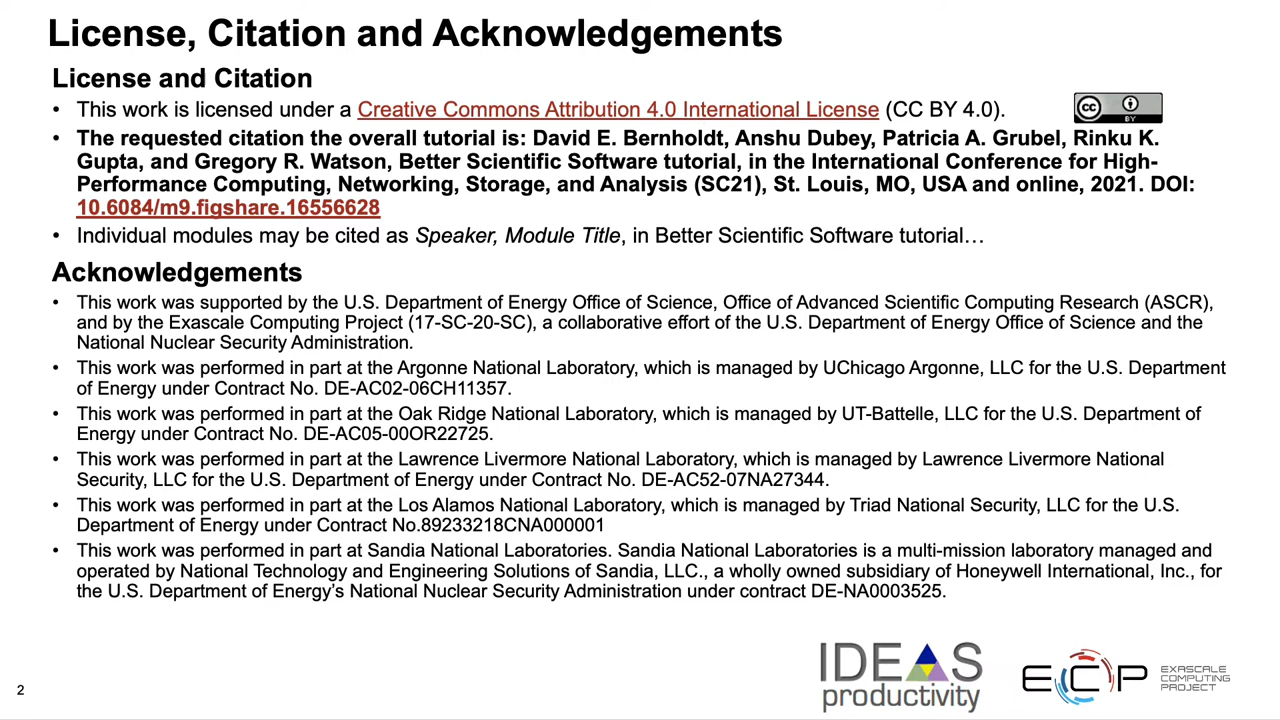 License, Citation and Acknowledgements
License and Citation
• This work is licensed under a Creative Commons Attribution 4.0 International License (CC BY 4.0).
cc BY
• The requested citation the overall tutorial is: David E. Bernholdt, Anshu Dubey, Patricia A. Grubel, Rinku K.
Gupta, and Gregory R. Watson, Better Scientific Software tutorial, in the International Conference for High-
Performance Computing, Networking, Storage, and Analysis (SC21), St. Louis, MO, USA and online, 2021. DOI:
10.6084/m9.figshare.16556628
• Individual modules may be cited as Speaker, Module Title, in Better Scientific Software tutorial…
Acknowledgements
• This work was supported by the U.S. Department of Energy Office of Science, Office of Advanced Scientific Computing Research (ASCR),
and by the Exascale Computing Project (17-SC-20-SC), a collaborative effort of the U.S. Department of Energy Office of Science and the
National Nuclear Security Administration.
• This work was performed in part at the Argonne National Laboratory, which is managed by UChicago Argonne, LLC for the U.S. Department
of Energy under Contract No. DE-AC02-06CH11357.
• This work was performed in part at the Oak Ridge National Laboratory, which is managed by UT-Battelle, LLC for the U.S. Department of
Energy under Contract No. DE-AC05-00OR22725.
• This work was performed in part at the Lawrence Livermore National Laboratory, which is managed by Lawrence Livermore National
Security, LLC for the U.S. Department of Energy under Contract No. DE-AC52-07NA27344.
• This work was performed in part at the Los Alamos National Laboratory, which is managed by Triad National Security, LLC for the U.S.
Department of Energy under Contract No.89233218CNA000001
• This work was performed in part at Sandia National Laboratories. Sandia National Laboratories is a multi-mission laboratory managed and
operated by National Technology and Engineering Solutions of Sandia, LLC., a wholly owned subsidiary of Honeywell International, Inc., for
the U.S. Department of Energy’s National Nuclear Security Administration under contract DE-NA0003525.
2
IDEAS
productivity
ECP
EXASCALE
COMPUTING
PROJECT